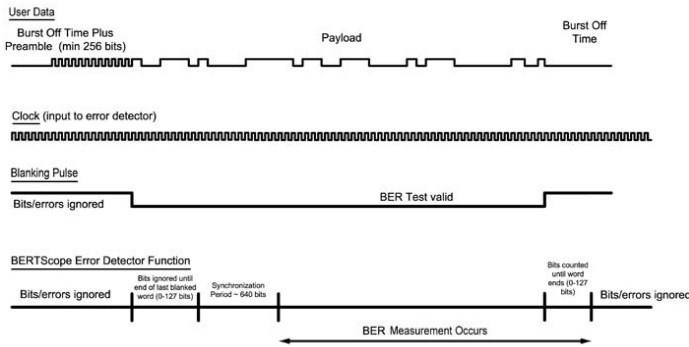 User Data
Burst Off Time Plus
Preamble (min 256 bits)
Payload
Burst Off
Time
Clock (input to error detector)
Blanking Pulse
Bits/errors ignored
BER Test valid
BERTScope Error Detector Function
Bits/errors ignored
Bits ignored until
end of last blanked
word (0-127 bits)
Synchronization
Period ~ 640 bits
Bits counted
until word
ends (0-127
bits)
Bits/errors ignored
BER Measurement Occurs